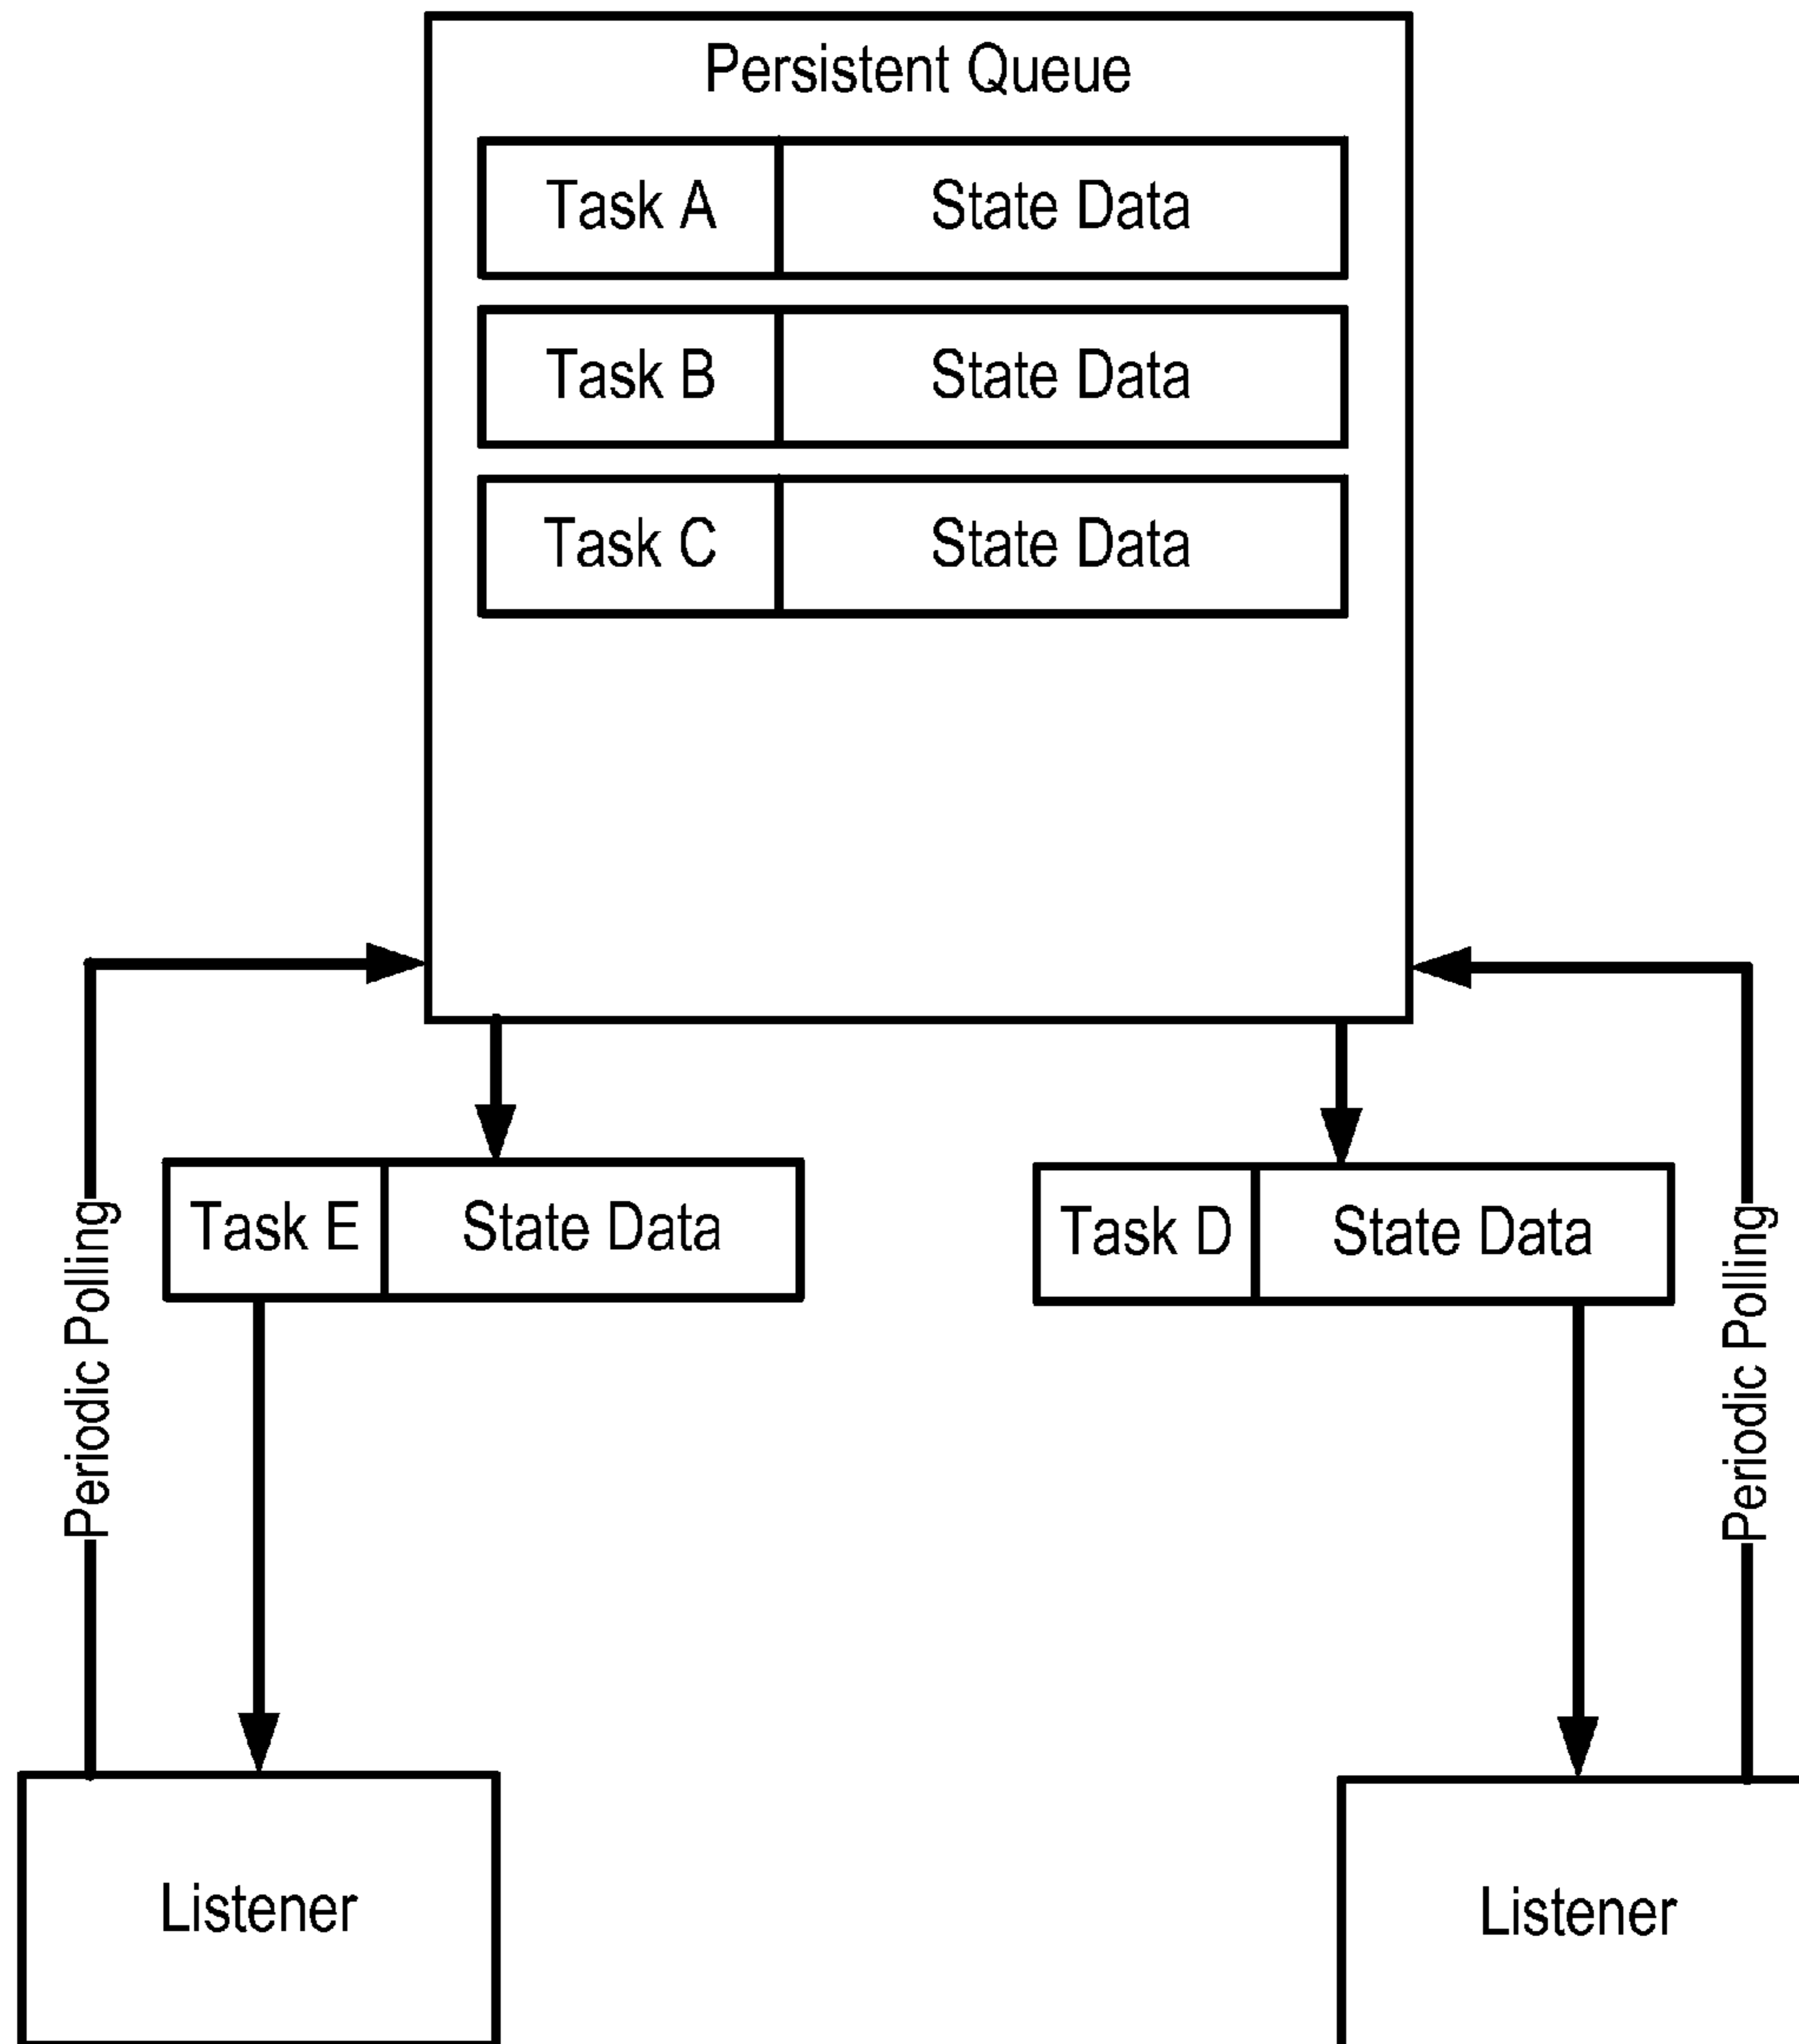 Persistent Queue
Task A State Data
Task B State Data
Task C State Data
Task E State Data
Task D State Data
Periodic Polling
Periodic Polling
Listener
Listener